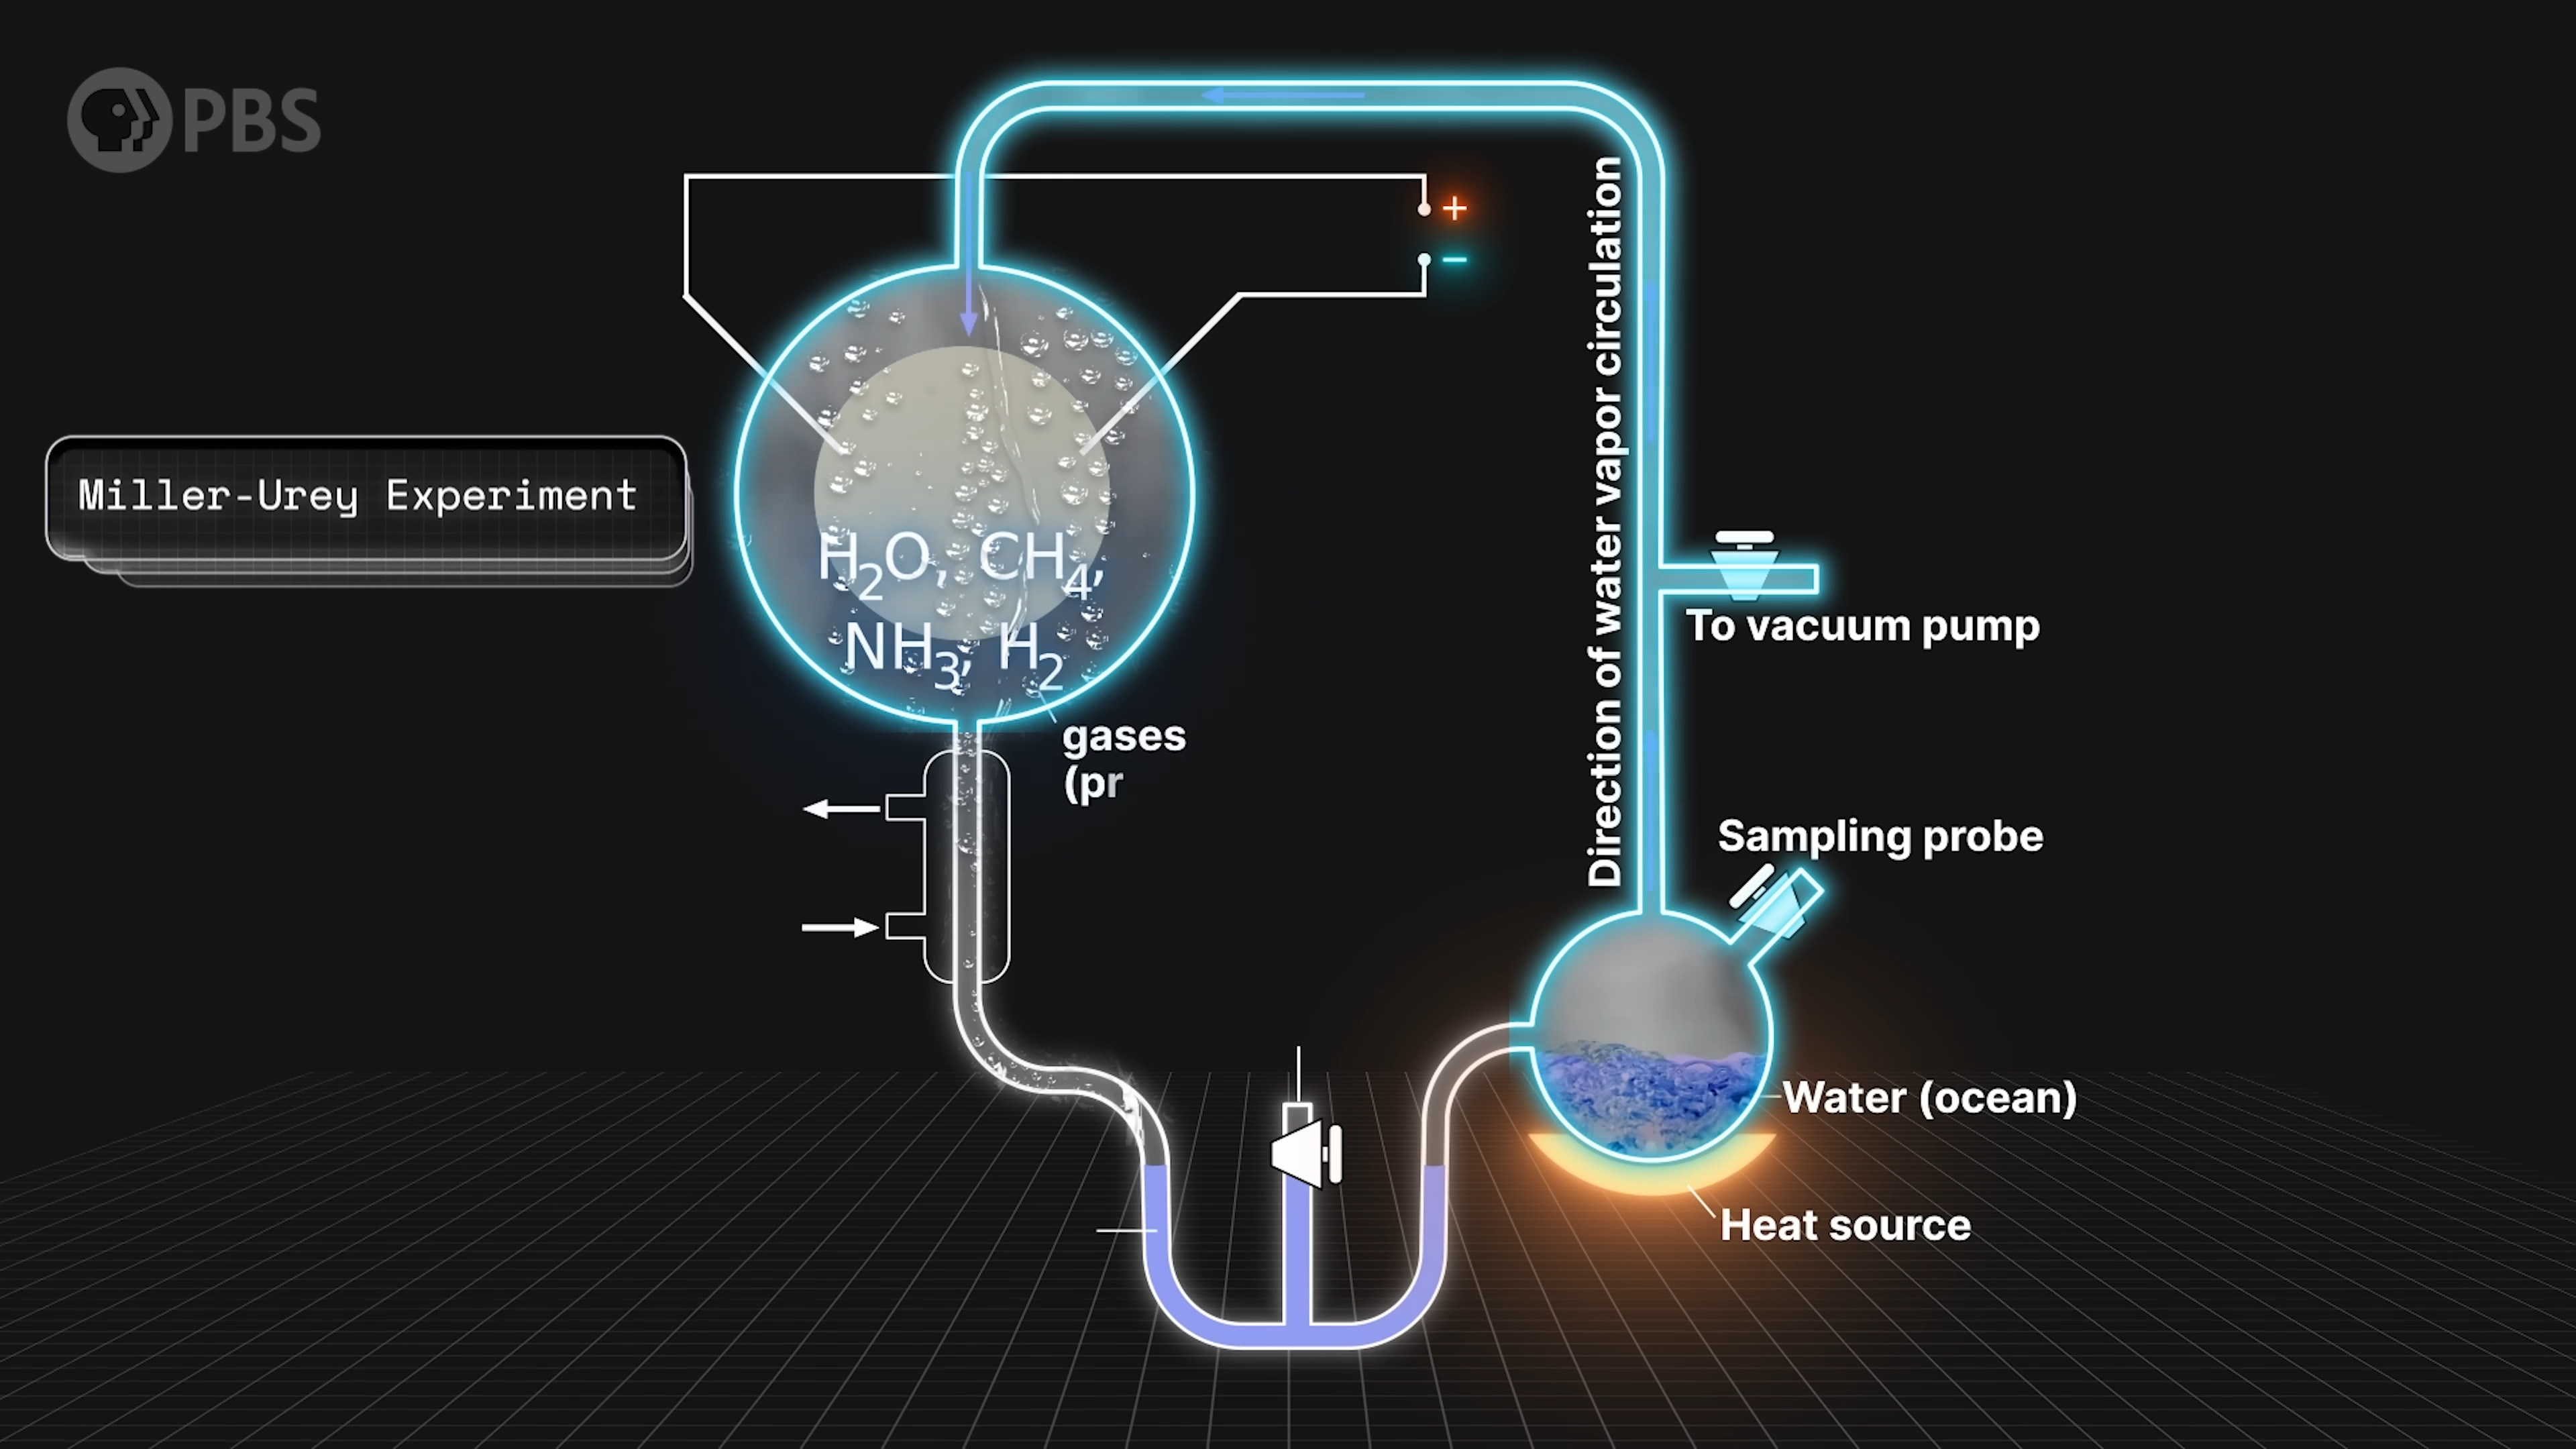 PBS
+
−
Direction of water vapor circulation
Miller-Urey Experiment
H₂O, CH₄,
NH₃, H₂
To vacuum pump
gases
(pr
Sampling probe
Water (ocean)
Heat source